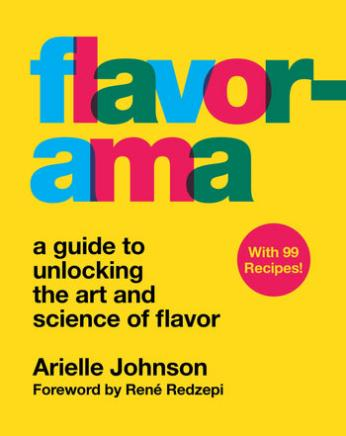 flavor-
ama
a guide to
unlocking
the art and
science of flavor
With 99
Recipes!
Arielle Johnson
Foreword by René Redzepi